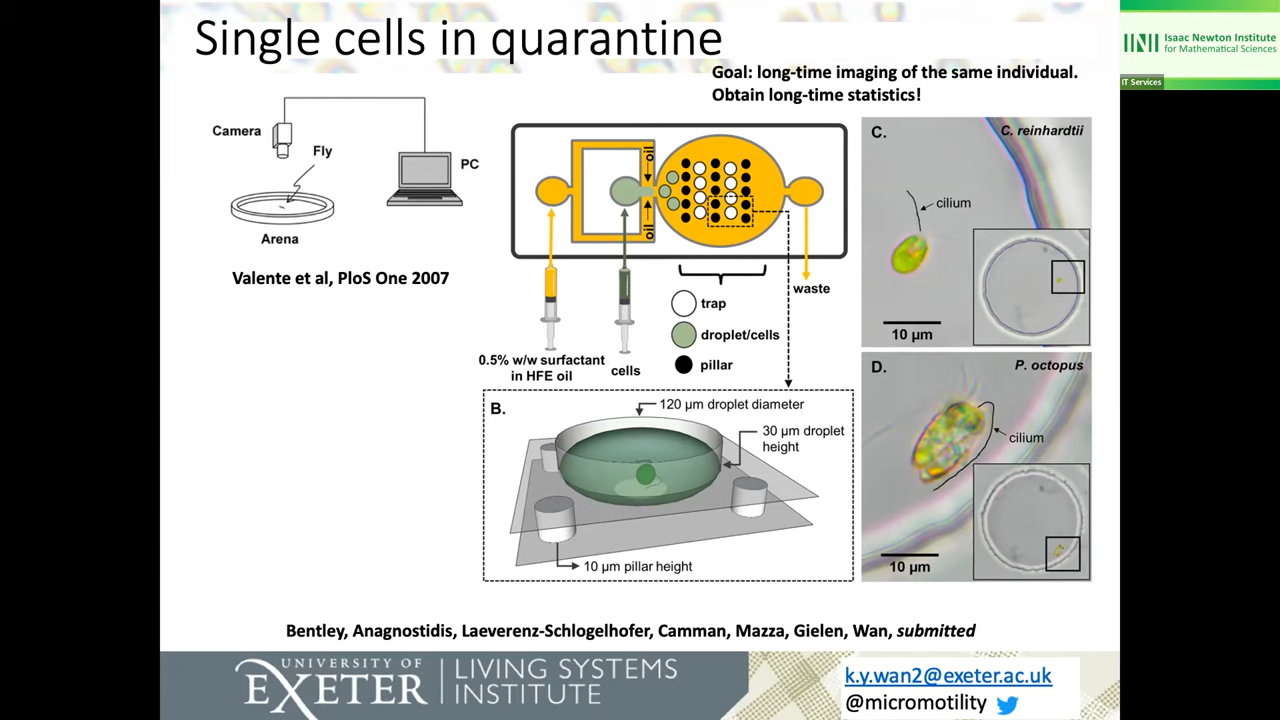 Single cells in quarantine
Goal: long-time imaging of the same individual.
Obtain long-time statistics!
Isaac Newton Institute
for Mathematical Sciences
IT Services
Camera
Fly
PC
Arena
Valente et al, PloS One 2007
oil
oil
waste
trap
droplet/cells
pillar
0.5% w/w surfactant
in HFE oil
cells
B.
120 µm droplet diameter
30 µm droplet
height
10 µm pillar height
C.
C. reinhardtii
cilium
10 µm
D.
P. octopus
cilium
10 µm
Bentley, Anagnostidis, Laeverenz-Schlogelhofer, Camman, Mazza, Gielen, Wan, submitted
UNIVERSITY OF
EXETER
LIVING SYSTEMS
INSTITUTE
k.y.wan2@exeter.ac.uk
@micromotility